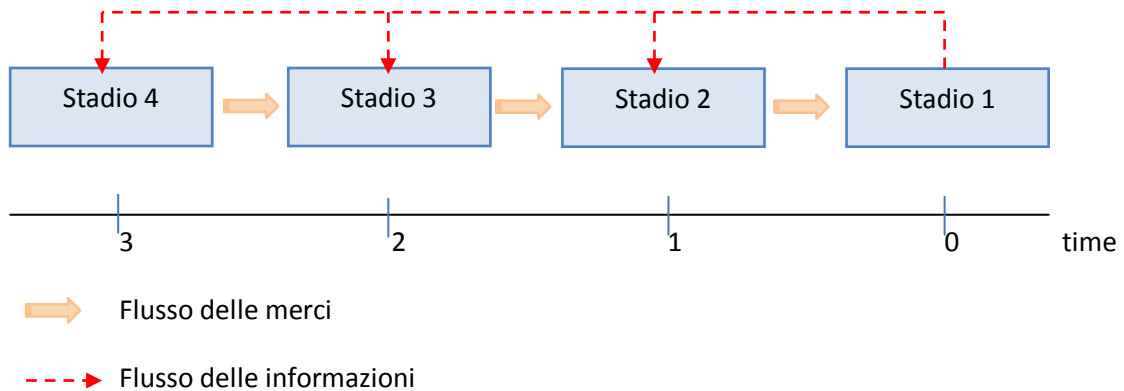 Stadio 4 Stadio 3 Stadio 2 Stadio 1
3 2 1 0 time
Flusso delle merci
Flusso delle informazioni